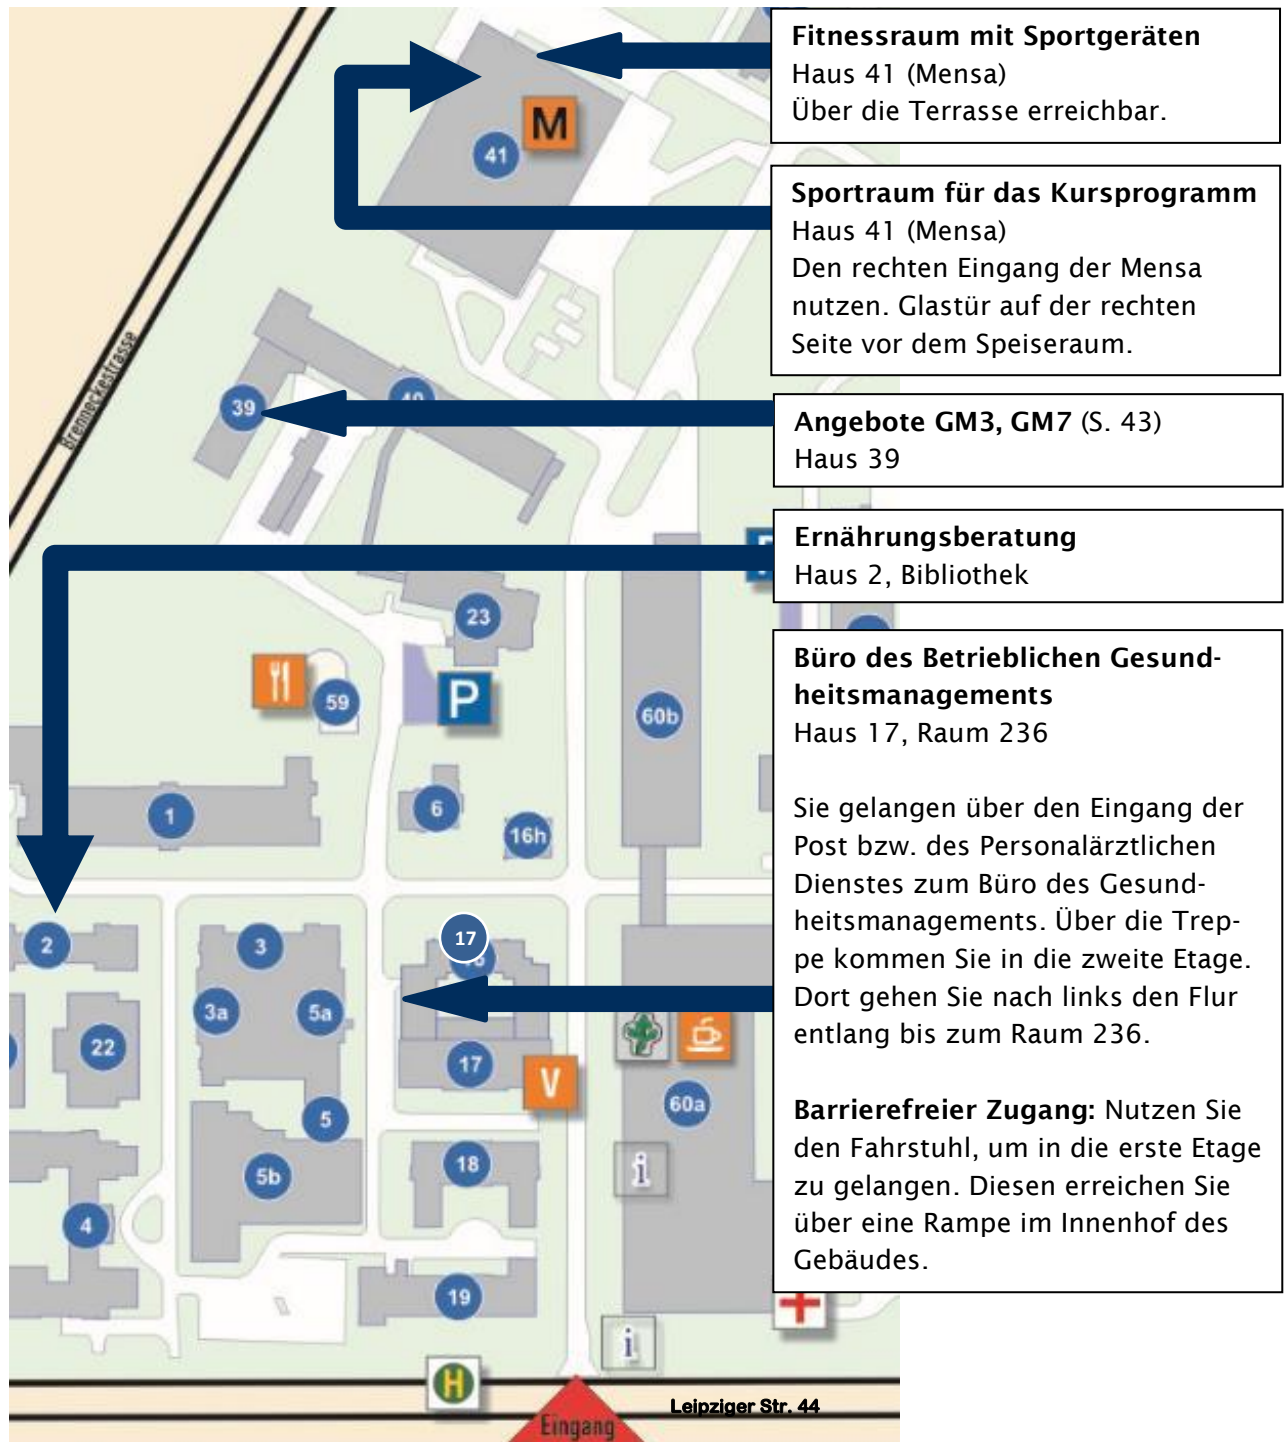 Fitnessraum mit Sportgeräten
Haus 41 (Mensa)
Über die Terrasse erreichbar.
Sportraum für das Kursprogramm
Haus 41 (Mensa)
Den rechten Eingang der Mensa
nutzen. Glastür auf der rechten
Seite vor dem Speiseraum.
Angebote GM3, GM7 (S. 43)
Haus 39
Ernährungsberatung
Haus 2, Bibliothek
Büro des Betrieblichen Gesund-
heitsmanagements
Haus 17, Raum 236
Sie gelangen über den Eingang der
Post bzw. des Personalärztlichen
Dienstes zum Büro des Gesund-
heitsmanagements. Über die Trep-
pe kommen Sie in die zweite Etage.
Dort gehen Sie nach links den Flur
entlang bis zum Raum 236.
Barrierefreier Zugang: Nutzen Sie
den Fahrstuhl, um in die erste Etage
zu gelangen. Diesen erreichen Sie
über eine Rampe im Innenhof des
Gebäudes.
M
41
Brenneckestrasse
39
23
59
P
60b
1
6
16h
2
3
17
3a
5a
22
17
V
60a
5
18
i
5b
4
19
i
H
Leipziger Str. 44
Eingang